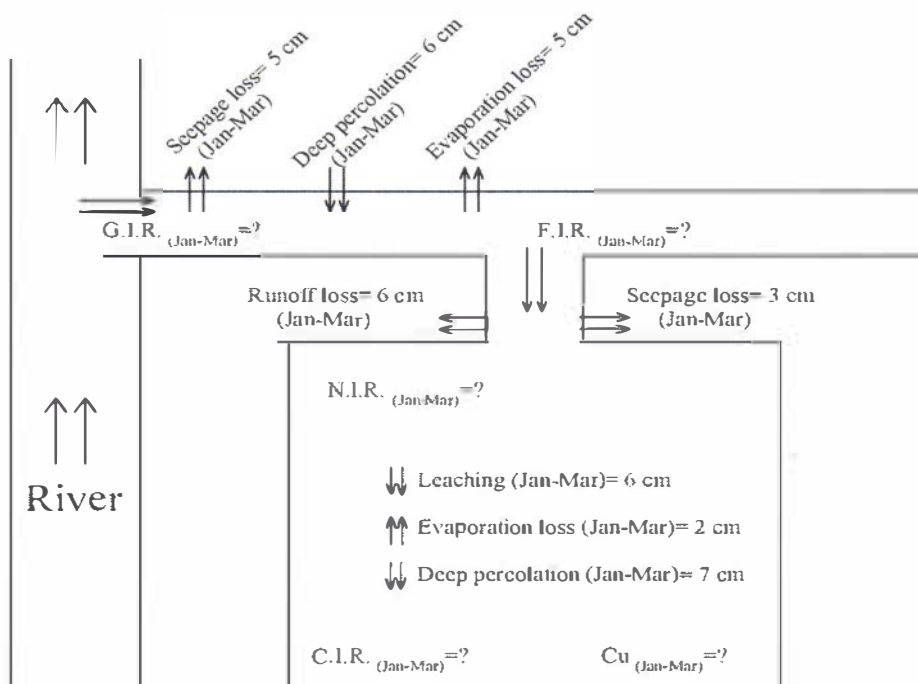 Seepage loss= 5 cm
(Jan-Mar)
Deep percolation= 6 cm
(Jan-Mar)
Evaporation loss= 5 cm
(Jan-Mar)
G.I.R. (Jan-Mar)=?
F.I.R. (Jan-Mar)=?
Runoff loss= 6 cm
(Jan-Mar)
Seepage loss= 3 cm
(Jan-Mar)
N.I.R. (Jan-Mar)=?
River
Leaching (Jan-Mar)= 6 cm
Evaporation loss (Jan-Mar)= 2 cm
Deep percolation (Jan-Mar)= 7 cm
C.I.R. (Jan-Mar)=?
Cu (Jan-Mar)=?